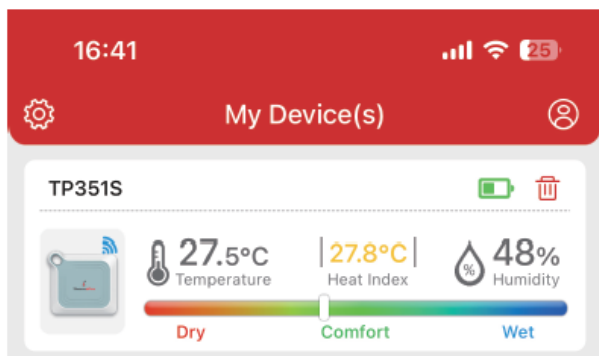 16:41
25
My Device(s)
TP351S
27.5°C
Temperature
27.8°C
Heat Index
%
48%
Humidity
Dry
Comfort
Wet